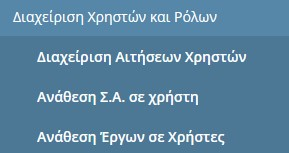 Διαχείριση Χρηστών και Ρόλων
Διαχείριση Αιτήσεων Χρηστών
Ανάθεση Σ.Α. σε χρήστη
Ανάθεση Έργων σε Χρήστες